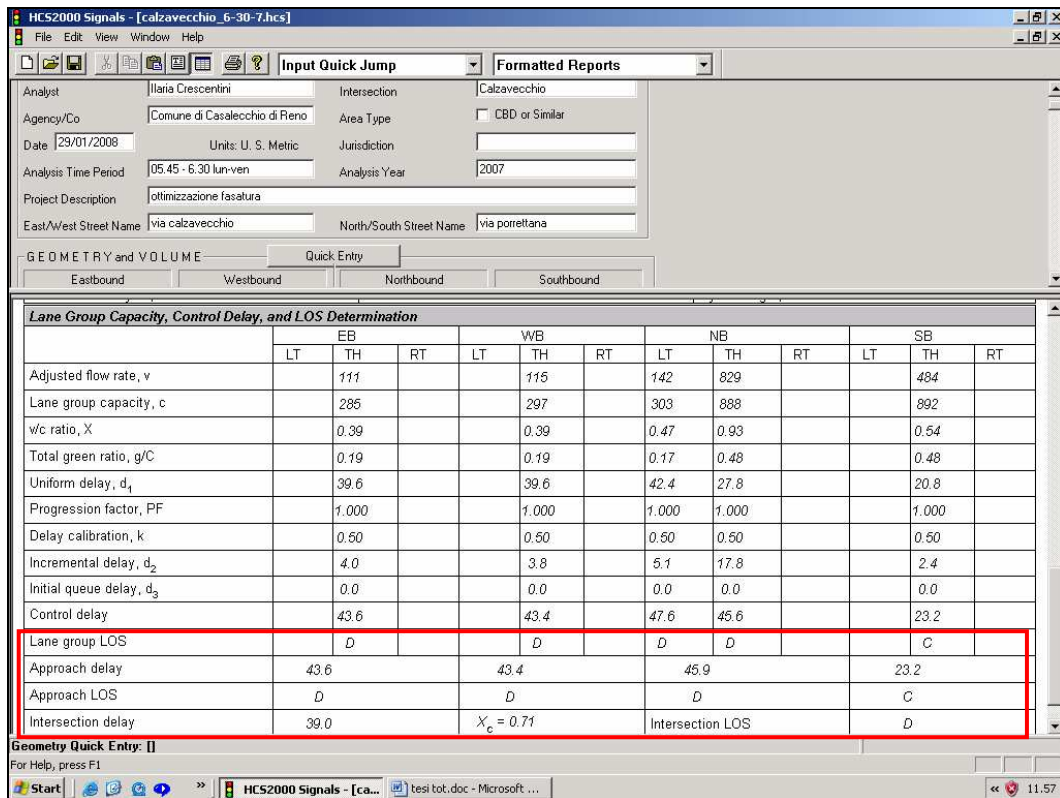 HCS2000 Signals - [calzavecchio_6-30-7.hcs]
File Edit View Window Help
Input Quick Jump Formatted Reports
Analyst Ilaria Crescentini Intersection Calzavecchio
Agency/Co Comune di Casalecchio di Reno Area Type CBD or Similar
Date 29/01/2008 Units: U. S. Metric Jurisdiction
Analysis Time Period 05.45 - 6.30 lun-ven Analysis Year 2007
Project Description ottimizzazione fasatura
East/West Street Name via calzavecchio North/South Street Name via porrettana
GEOMETRY and VOLUME Quick Entry
Eastbound Westbound Northbound Southbound
Lane Group Capacity, Control Delay, and LOS Determination
EB WB NB SB
LT TH RT LT TH RT LT TH RT LT TH RT
Adjusted flow rate, v 111 115 142 829 484
Lane group capacity, c 285 297 303 888 892
v/c ratio, X 0.39 0.39 0.47 0.93 0.54
Total green ratio, g/C 0.19 0.19 0.17 0.48 0.48
Uniform delay, d1 39.6 39.6 42.4 27.8 20.8
Progression factor, PF 1.000 1.000 1.000 1.000 1.000
Delay calibration, k 0.50 0.50 0.50 0.50 0.50
Incremental delay, d2 4.0 3.8 5.1 17.8 2.4
Initial queue delay, d3 0.0 0.0 0.0 0.0 0.0
Control delay 43.6 43.4 47.6 45.6 23.2
Lane group LOS D D D D C
Approach delay 43.6 43.4 45.9 23.2
Approach LOS D D D C
Intersection delay 39.0 Xc = 0.71 Intersection LOS D
Geometry Quick Entry: []
For Help, press F1
Start » HCS2000 Signals - [ca... tesi tot.doc - Microsoft ... « 11.57